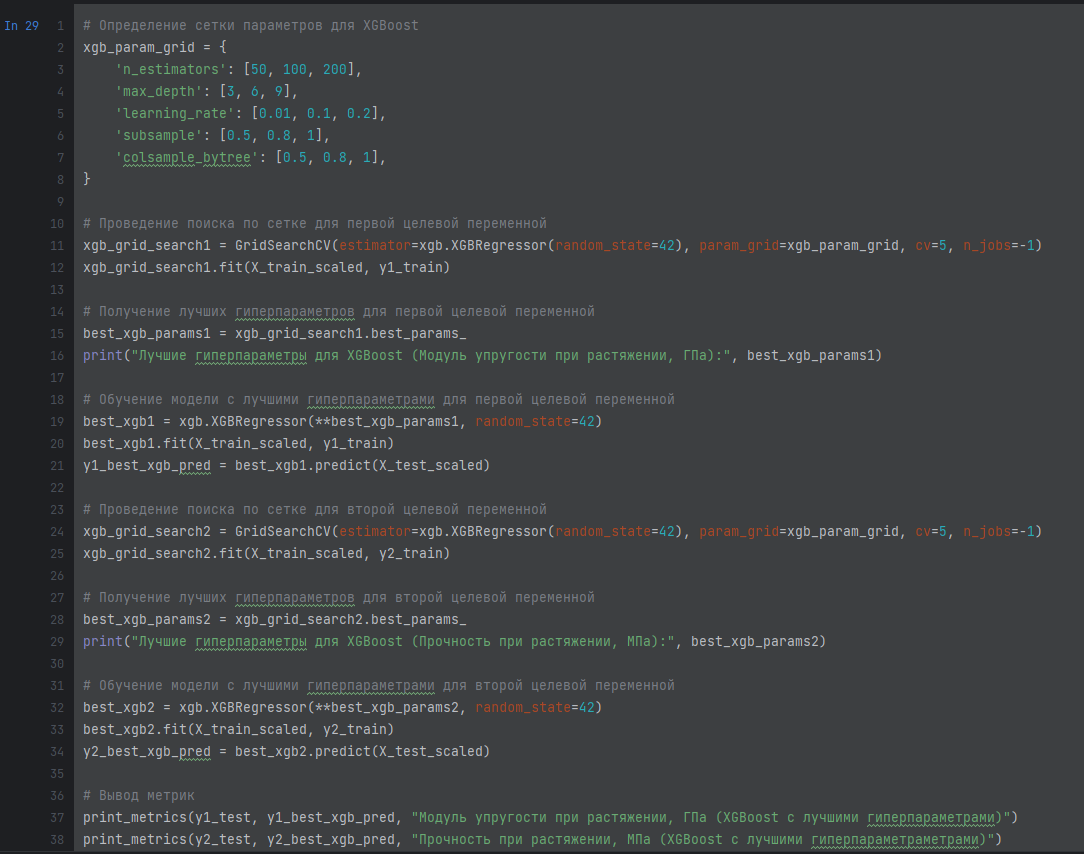 In 29 1 # Определение сетки параметров для XGBoost
2 xgb_param_grid = {
3     'n_estimators': [50, 100, 200],
4     'max_depth': [3, 6, 9],
5     'learning_rate': [0.01, 0.1, 0.2],
6     'subsample': [0.5, 0.8, 1],
7     'colsample_bytree': [0.5, 0.8, 1],
8 }
9
10 # Проведение поиска по сетке для первой целевой переменной
11 xgb_grid_search1 = GridSearchCV(estimator=xgb.XGBRegressor(random_state=42), param_grid=xgb_param_grid, cv=5, n_jobs=-1)
12 xgb_grid_search1.fit(X_train_scaled, y1_train)
13
14 # Получение лучших гиперпараметров для первой целевой переменной
15 best_xgb_params1 = xgb_grid_search1.best_params_
16 print("Лучшие гиперпараметры для XGBoost (Модуль упругости при растяжении, ГПа):", best_xgb_params1)
17
18 # Обучение модели с лучшими гиперпараметрами для первой целевой переменной
19 best_xgb1 = xgb.XGBRegressor(**best_xgb_params1, random_state=42)
20 best_xgb1.fit(X_train_scaled, y1_train)
21 y1_best_xgb_pred = best_xgb1.predict(X_test_scaled)
22
23 # Проведение поиска по сетке для второй целевой переменной
24 xgb_grid_search2 = GridSearchCV(estimator=xgb.XGBRegressor(random_state=42), param_grid=xgb_param_grid, cv=5, n_jobs=-1)
25 xgb_grid_search2.fit(X_train_scaled, y2_train)
26
27 # Получение лучших гиперпараметров для второй целевой переменной
28 best_xgb_params2 = xgb_grid_search2.best_params_
29 print("Лучшие гиперпараметры для XGBoost (Прочность при растяжении, МПа):", best_xgb_params2)
30
31 # Обучение модели с лучшими гиперпараметрами для второй целевой переменной
32 best_xgb2 = xgb.XGBRegressor(**best_xgb_params2, random_state=42)
33 best_xgb2.fit(X_train_scaled, y2_train)
34 y2_best_xgb_pred = best_xgb2.predict(X_test_scaled)
35
36 # Вывод метрик
37 print_metrics(y1_test, y1_best_xgb_pred, "Модуль упругости при растяжении, ГПа (XGBoost с лучшими гиперпараметрами)")
38 print_metrics(y2_test, y2_best_xgb_pred, "Прочность при растяжении, МПа (XGBoost с лучшими гиперпараметраметрами)")